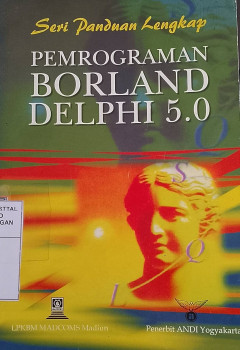 Seri Panduan Lengkap
PEMROGRAMAN
BORLAND
DELPHI 5.0
S
Q
L
LPKBM MADCOMS Madiun
Penerbit ANDI Yogyakarta